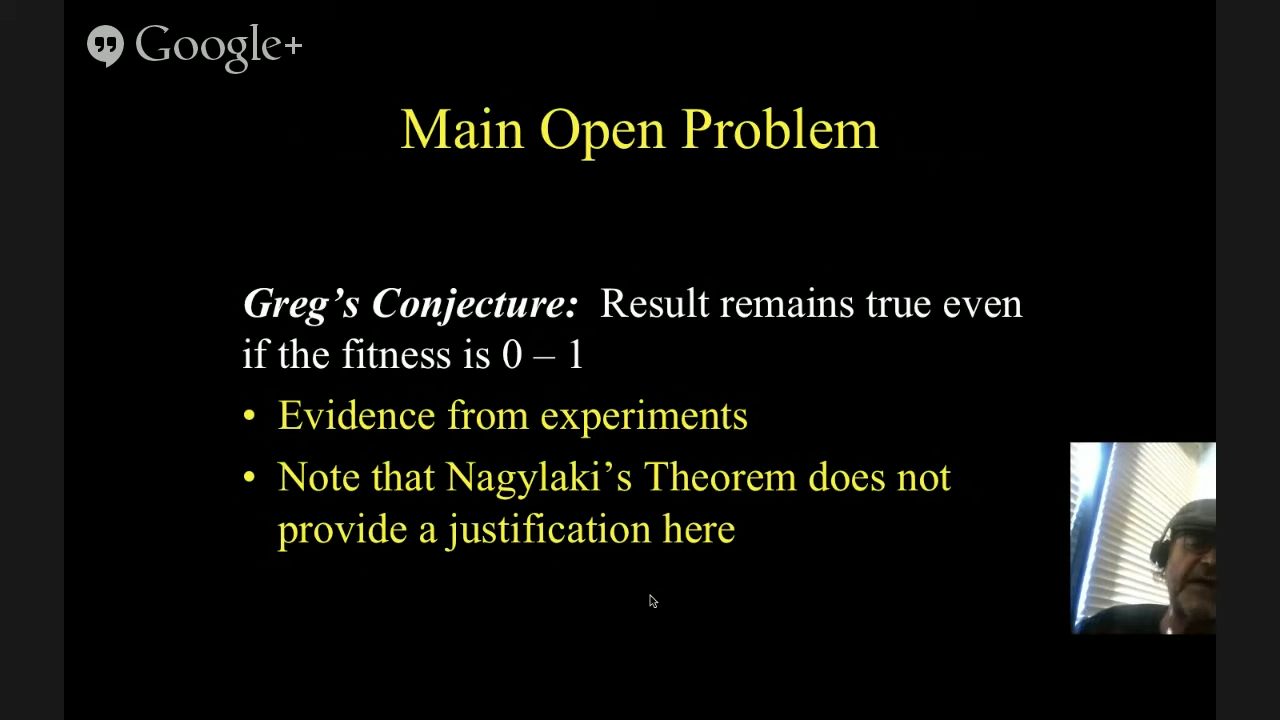 Google+
Main Open Problem
Greg’s Conjecture: Result remains true even
if the fitness is 0 – 1
• Evidence from experiments
• Note that Nagylaki’s Theorem does not
provide a justification here